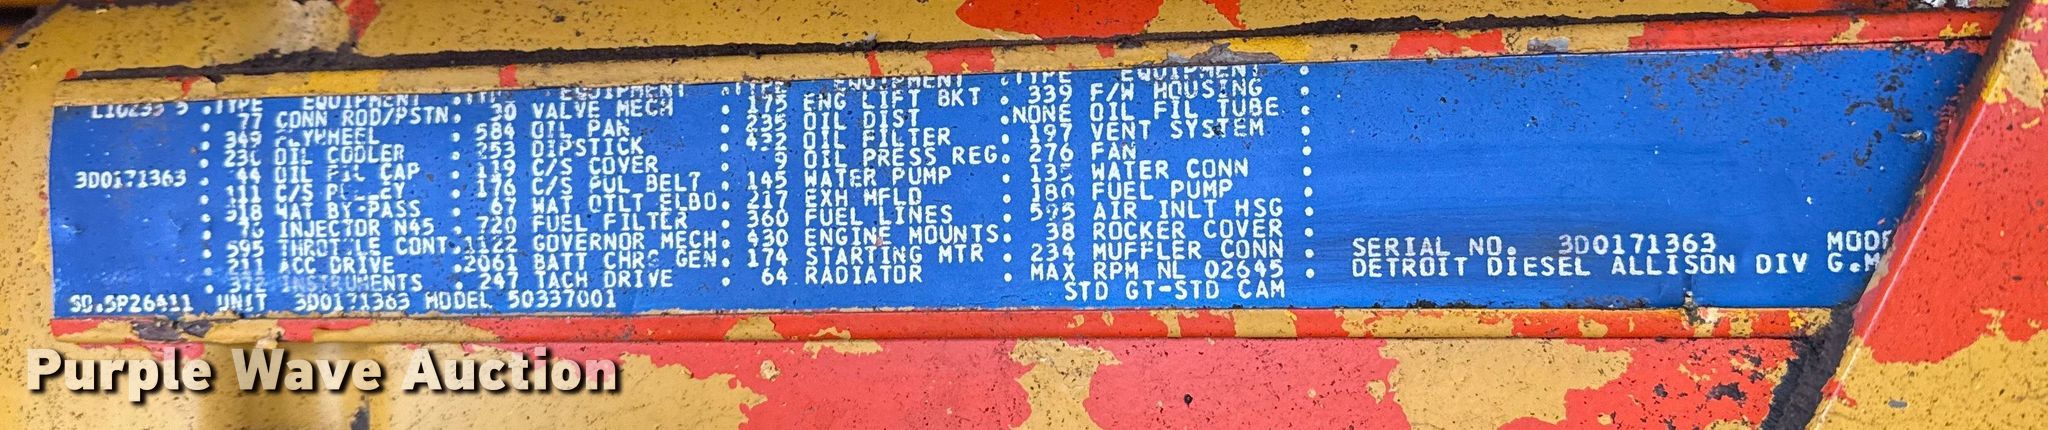 TYPE EQUIPMENT EQUIPMENT TYPE EQUIPMENT TYPE EQUIPMENT
77 CONN ROD/PSTN. 30 VALVE MECH 175 ENG LIFT BKT 339 F/W HOUSING
349 FLYWHEEL 584 OIL PAN 235 OIL DIST NONE OIL FIL TUBE
OIL COOLER 253 DIPSTICK 432 OIL FILTER 197 VENT SYSTEM
3D0171363 44 OIL FIL CAP 119 C/S COVER 9 OIL PRESS REG. 276 FAN
111 C/S PULLEY 176 C/S PUL BELT 145 WATER PUMP 135 WATER CONN
318 WAT BY-PASS 67 WAT OTLT ELBO. 217 EXH MFLD 180 FUEL PUMP
INJECTOR N45 720 FUEL FILTER 360 FUEL LINES 595 AIR INLT HSG
595 THROTTLE CONT. 1122 GOVERNOR MECH. 430 ENGINE MOUNTS. 38 ROCKER COVER
211 ACC DRIVE 2061 BATT CHRG GEN. 174 STARTING MTR 234 MUFFLER CONN
372 INSTRUMENTS 247 TACH DRIVE 64 RADIATOR MAX RPM NL 02645
SO.SP26411 UNIT 3D0171363 MODEL 50337001 STD GT-STD CAM
SERIAL NO. 3D0171363
DETROIT DIESEL ALLISON DIV G.M
Purple Wave Auction